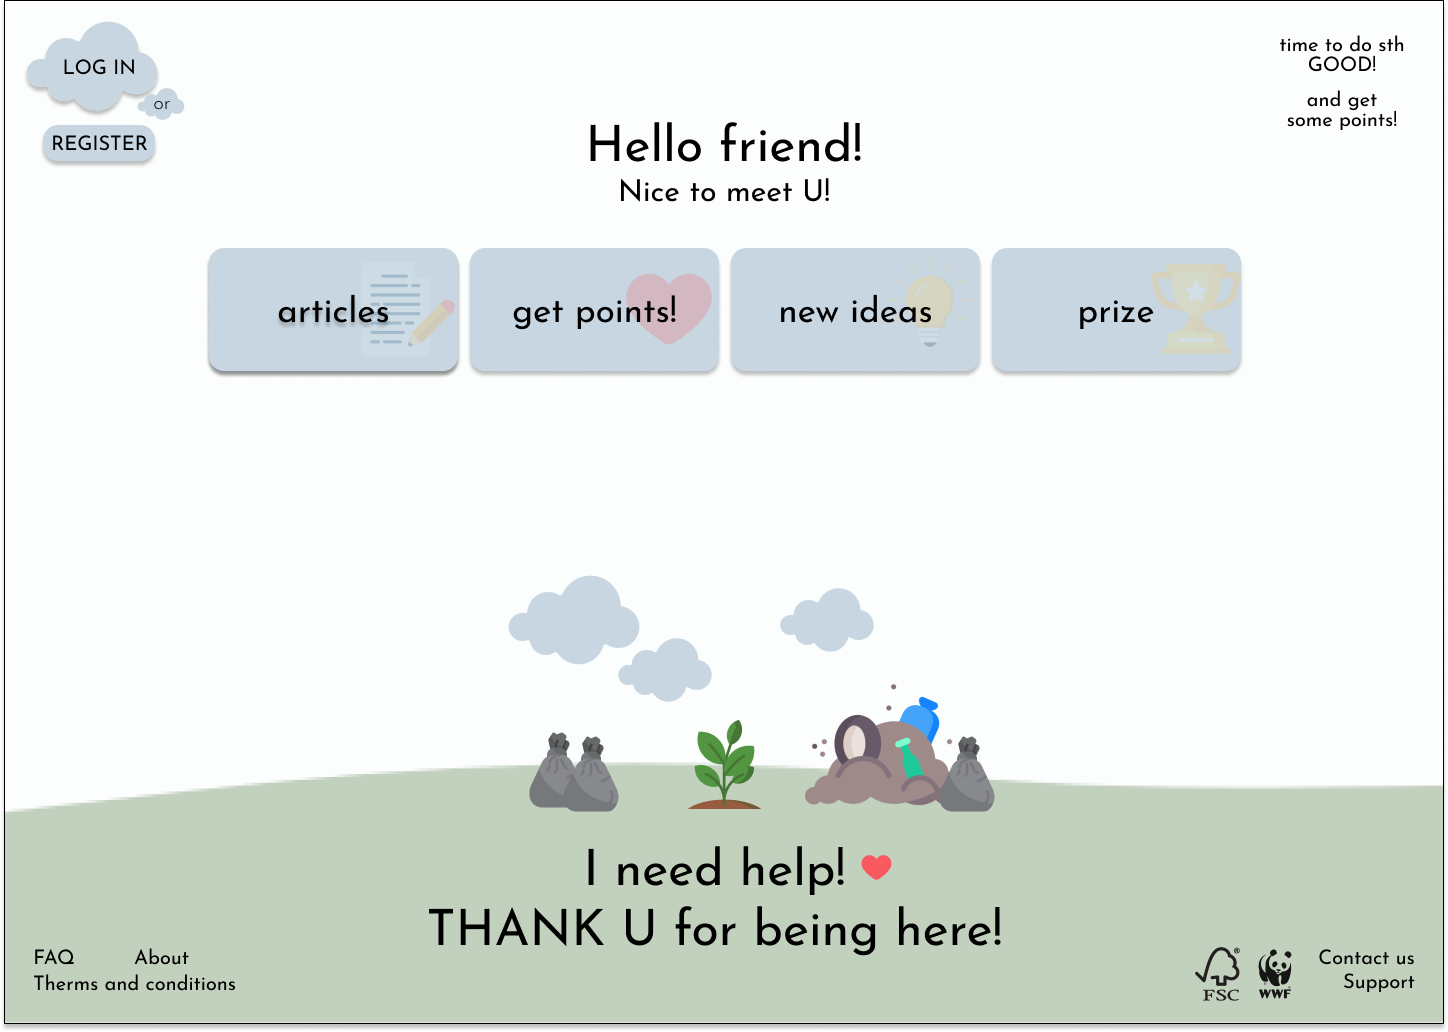 LOG IN
or
REGISTER
time to do sth
GOOD!
and get
some points!
Hello friend!
Nice to meet U!
articles
get points!
new ideas
prize
I need help!
THANK U for being here!
FAQ
About
Therms and conditions
FSC
®
WWF
Contact us
Support